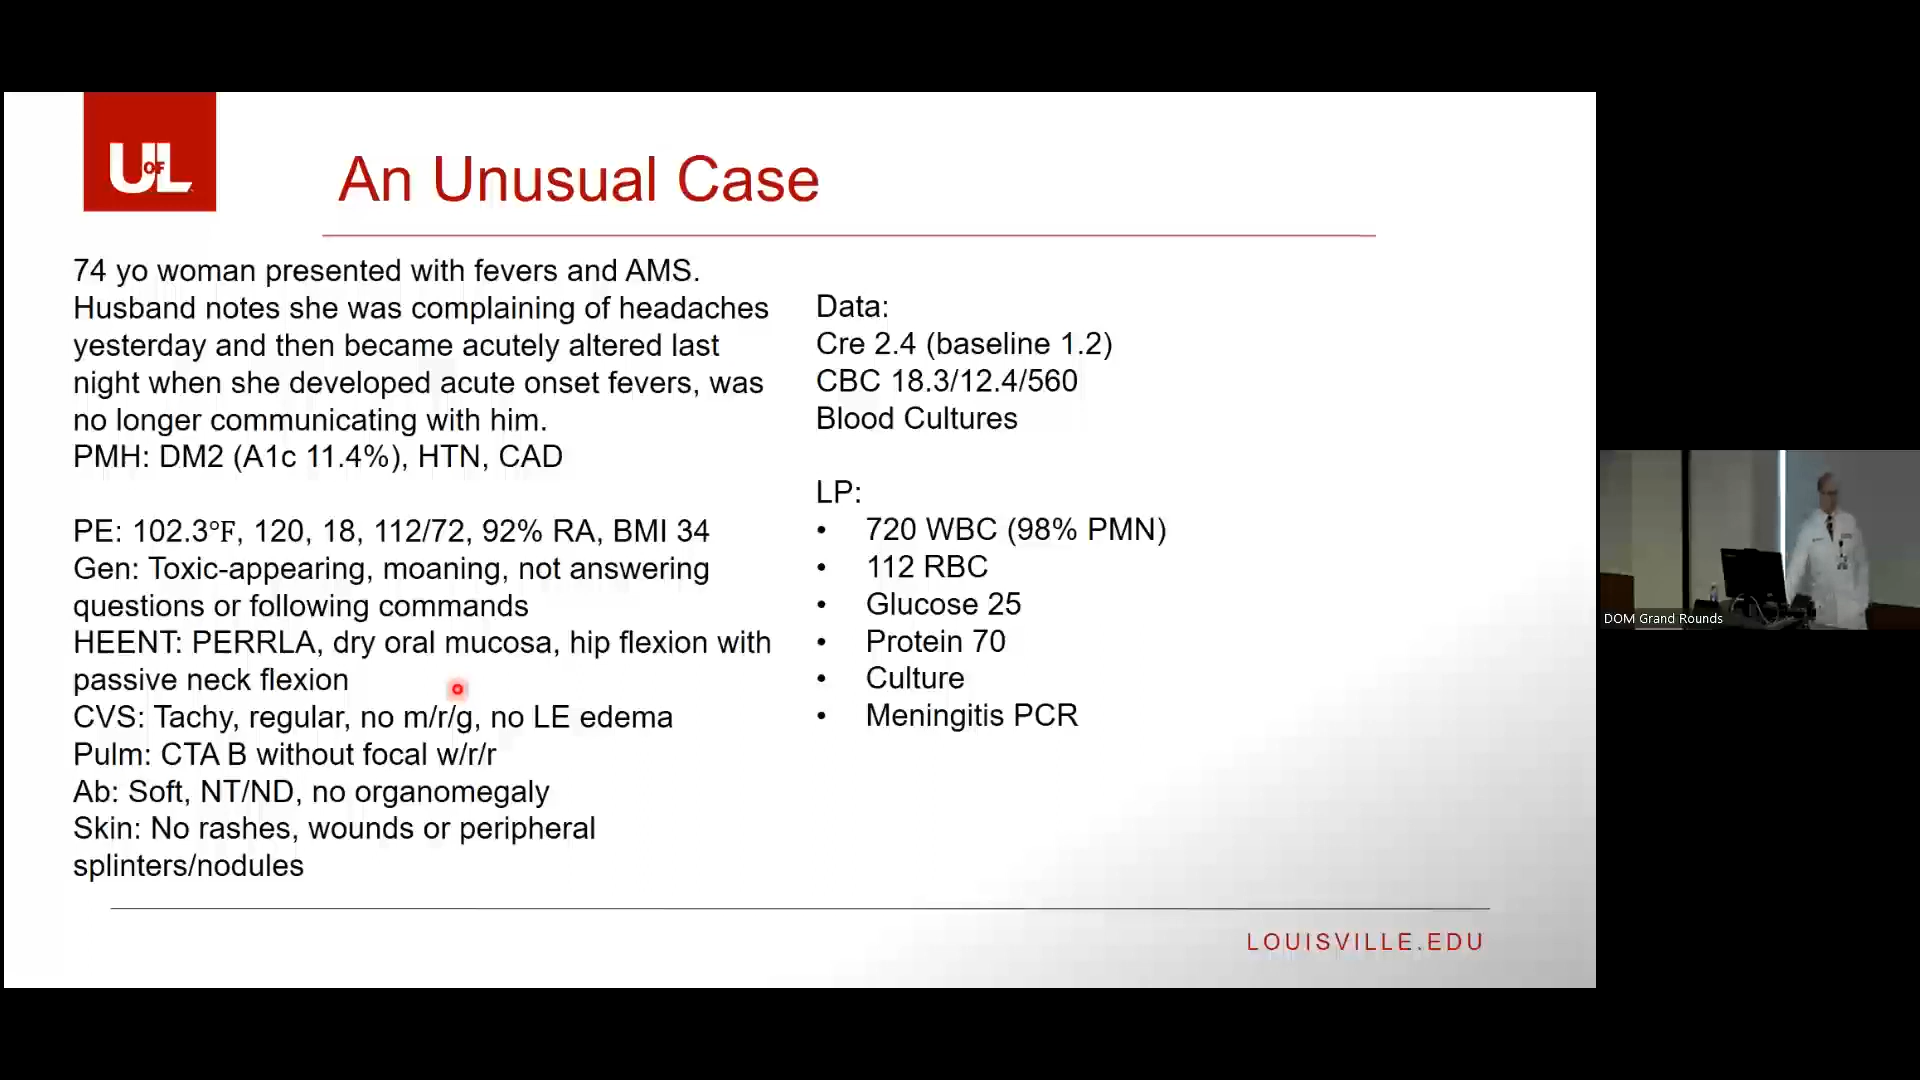 UofL
An Unusual Case
74 yo woman presented with fevers and AMS.
Husband notes she was complaining of headaches
yesterday and then became acutely altered last
night when she developed acute onset fevers, was
no longer communicating with him.
PMH: DM2 (A1c 11.4%), HTN, CAD
PE: 102.3°F, 120, 18, 112/72, 92% RA, BMI 34
Gen: Toxic-appearing, moaning, not answering
questions or following commands
HEENT: PERRLA, dry oral mucosa, hip flexion with
passive neck flexion
CVS: Tachy, regular, no m/r/g, no LE edema
Pulm: CTA B without focal w/r/r
Ab: Soft, NT/ND, no organomegaly
Skin: No rashes, wounds or peripheral
splinters/nodules
Data:
Cre 2.4 (baseline 1.2)
CBC 18.3/12.4/560
Blood Cultures
LP:
• 720 WBC (98% PMN)
• 112 RBC
• Glucose 25
• Protein 70
• Culture
• Meningitis PCR
LOUISVILLE.EDU
DOM Grand Rounds